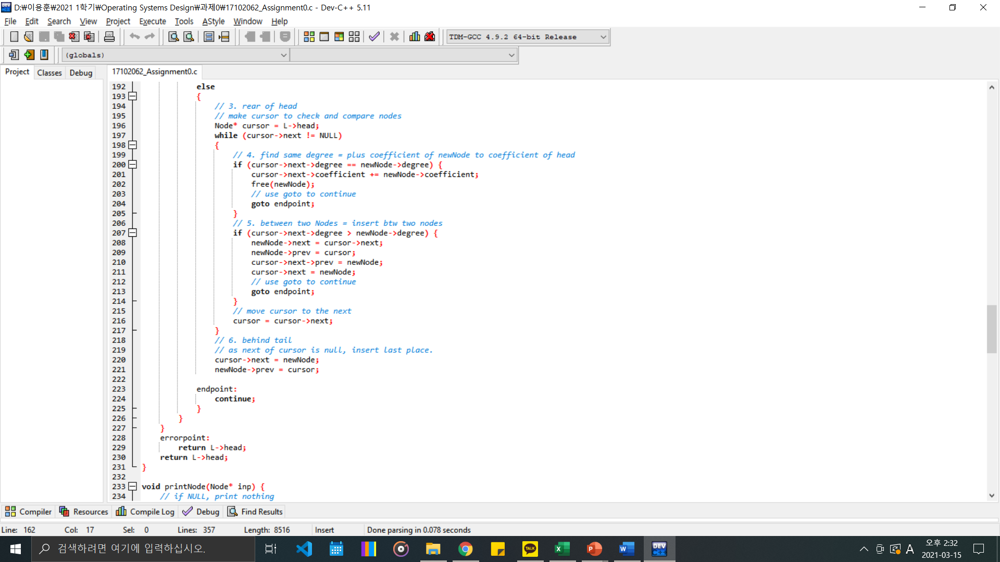 D:₩이용훈₩2021 1학기₩Operating Systems Design₩과제0₩17102062_Assignment0.c - Dev-C++ 5.11
File Edit Search View Project Execute Tools AStyle Window Help
TDM-GCC 4.9.2 64-bit Release
(globals)
Project Classes Debug 17102062_Assignment0.c
192 else
193 {
194 // 3. rear of head
195 // make cursor to check and compare nodes
196 Node* cursor = L->head;
197 while (cursor->next != NULL)
198 {
199 // 4. find same degree = plus coefficient of newNode to coefficient of head
200 if (cursor->next->degree == newNode->degree) {
201 cursor->next->coefficient += newNode->coefficient;
202 free(newNode);
203 // use goto to continue
204 goto endpoint;
205 }
206 // 5. between two Nodes = insert btw two nodes
207 if (cursor->next->degree > newNode->degree) {
208 newNode->next = cursor->next;
209 newNode->prev = cursor;
210 cursor->next->prev = newNode;
211 cursor->next = newNode;
212 // use goto to continue
213 goto endpoint;
214 }
215 // move cursor to the next
216 cursor = cursor->next;
217 }
218 // 6. behind tail
219 // as next of cursor is null, insert last place.
220 cursor->next = newNode;
221 newNode->prev = cursor;
222
223 endpoint:
224 continue;
225 }
226 }
227 }
228 errorpoint:
229 return L->head;
230 return L->head;
231 }
232
233 void printNode(Node* inp) {
234 // if NULL, print nothing
Compiler Resources Compile Log Debug Find Results
Line: 162 Col: 17 Sel: 0 Lines: 357 Length: 8516 Insert Done parsing in 0.078 seconds
검색하려면 여기에 입력하십시오.
TALK
DEV
A
오후 2:32
2021-03-15